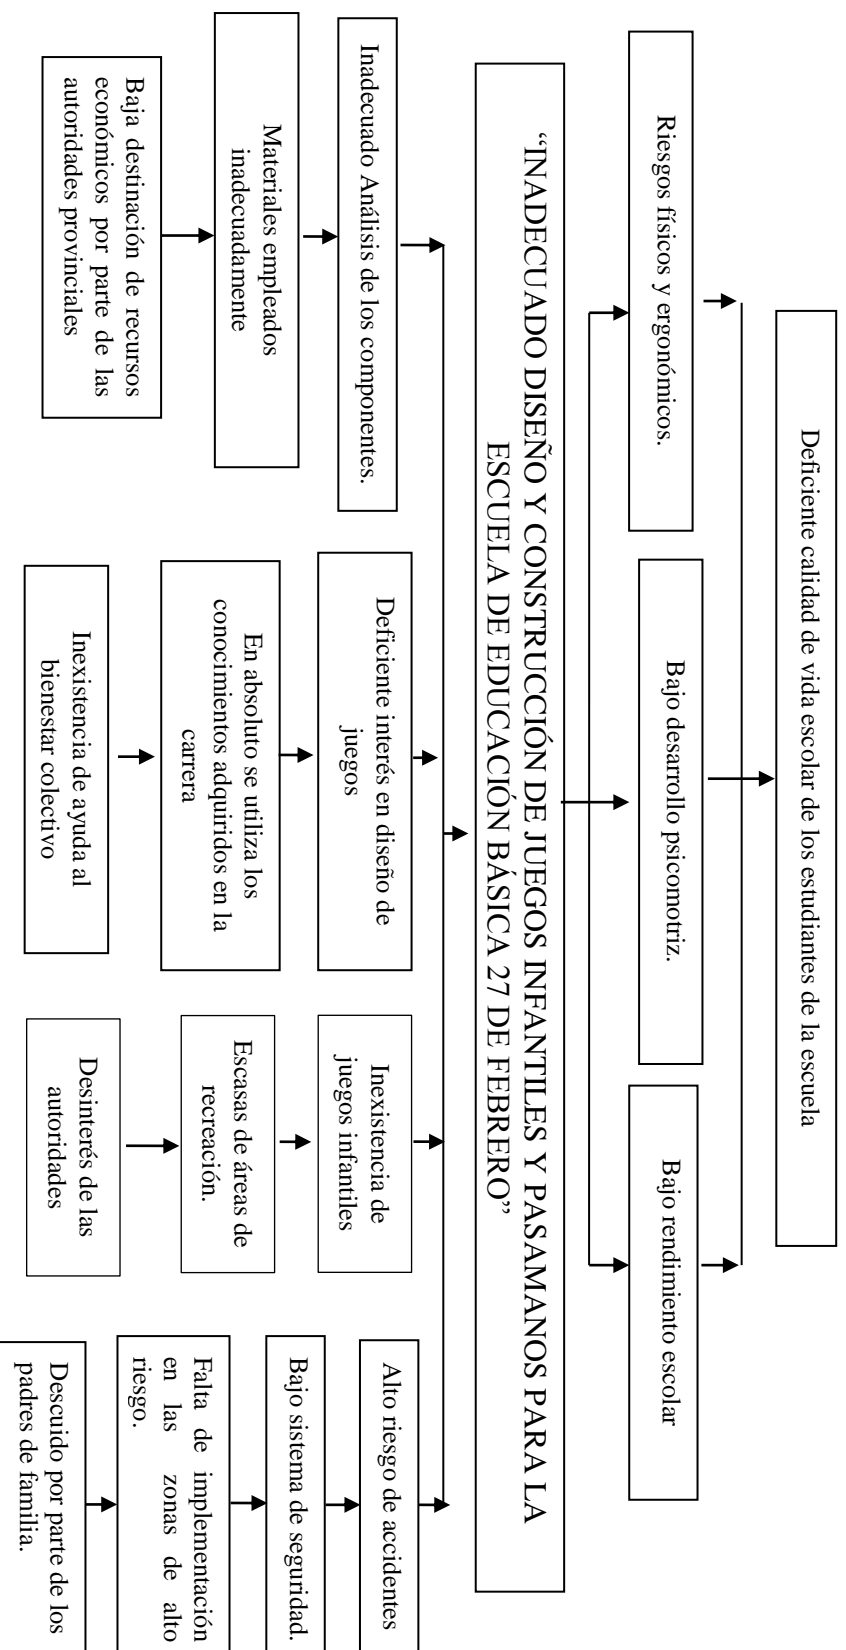 Deficiente calidad de vida escolar de los estudiantes de la escuela
Riesgos físicos y ergonómicos.
Bajo desarrollo psicomotriz.
Bajo rendimiento escolar
“INADECUADO DISEÑO Y CONSTRUCCIÓN DE JUEGOS INFANTILES Y PASAMANOS PARA LA
ESCUELA DE EDUCACIÓN BÁSICA 27 DE FEBRERO”
Inadecuado Análisis de los componentes.
Materiales empleados
inadecuadamente
Baja destinación de recursos
económicos por parte de las
autoridades provinciales
Deficiente interés en diseño de
juegos
En absoluto se utiliza los
conocimientos adquiridos en la
carrera
Inexistencia de ayuda al
bienestar colectivo
Inexistencia de
juegos infantiles
Escasas de áreas de
recreación.
Desinterés de las
autoridades
Alto riesgo de accidentes
Bajo sistema de seguridad.
Falta de implementación
en las zonas de alto
riesgo.
Descuido por parte de los
padres de familia.